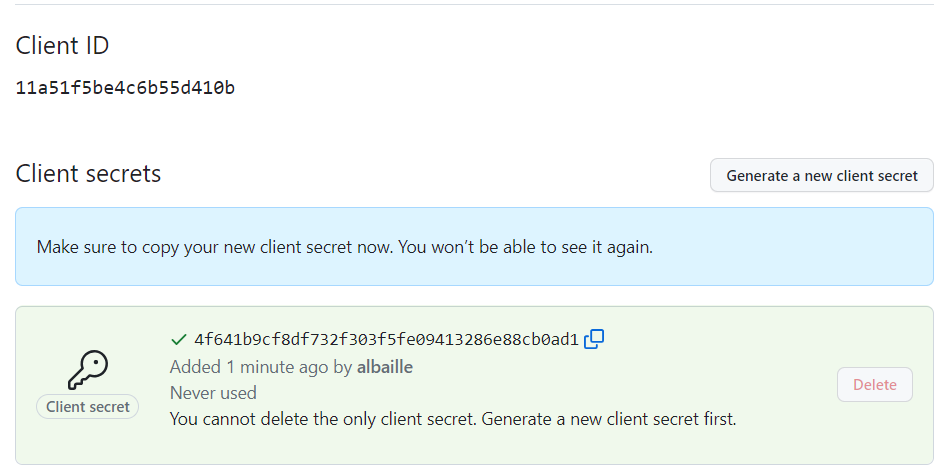 Client ID
11a51f5be4c6b55d410b
Client secrets
Generate a new client secret
Make sure to copy your new client secret now. You won’t be able to see it again.
4f641b9cf8df732f303f5fe09413286e88cb0ad1
Added 1 minute ago by albaille
Never used
You cannot delete the only client secret. Generate a new client secret first.
Client secret
Delete